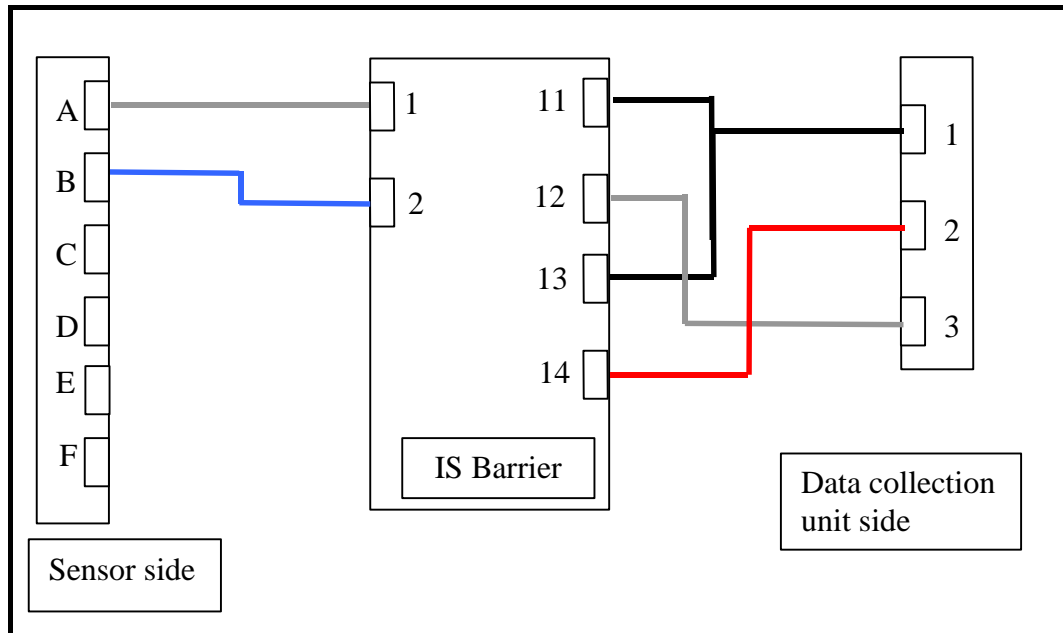 A
B
C
D
E
F
Sensor side
1
2
11
12
13
14
IS Barrier
1
2
3
Data collection
unit side